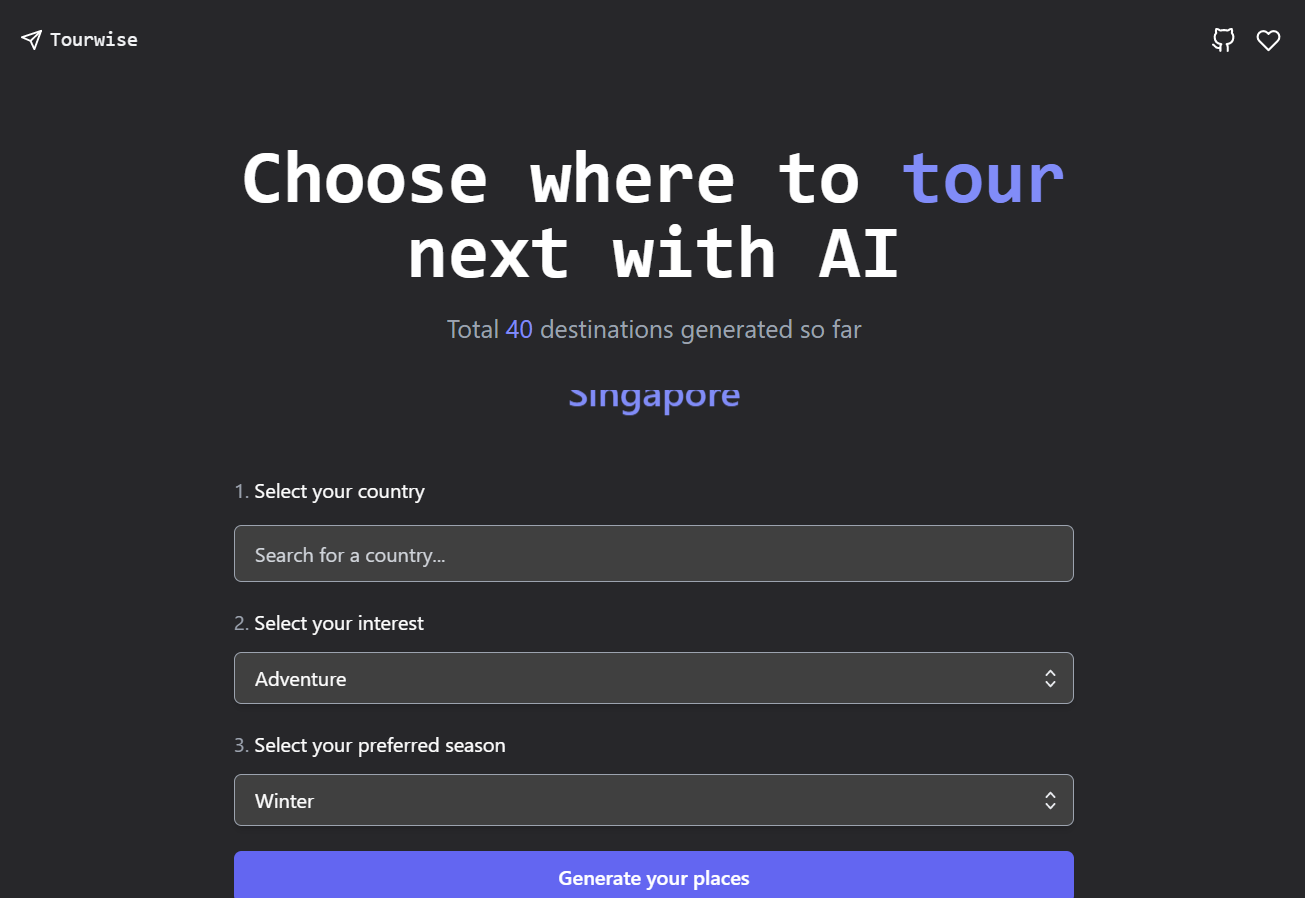 Tourwise
Choose where to tour
next with AI
Total 40 destinations generated so far
Singapore
1. Select your country
Search for a country...
2. Select your interest
Adventure
3. Select your preferred season
Winter
Generate your places